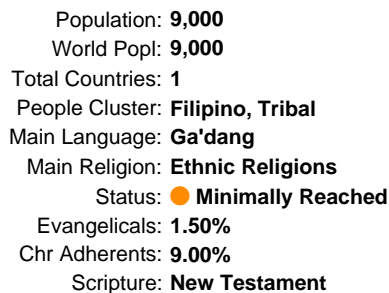 Population: 9,000
World Popl: 9,000
Total Countries: 1
People Cluster: Filipino, Tribal
Main Language: Ga'dang
Main Religion: Ethnic Religions
Status: Minimally Reached
Evangelicals: 1.50%
Chr Adherents: 9.00%
Scripture: New Testament